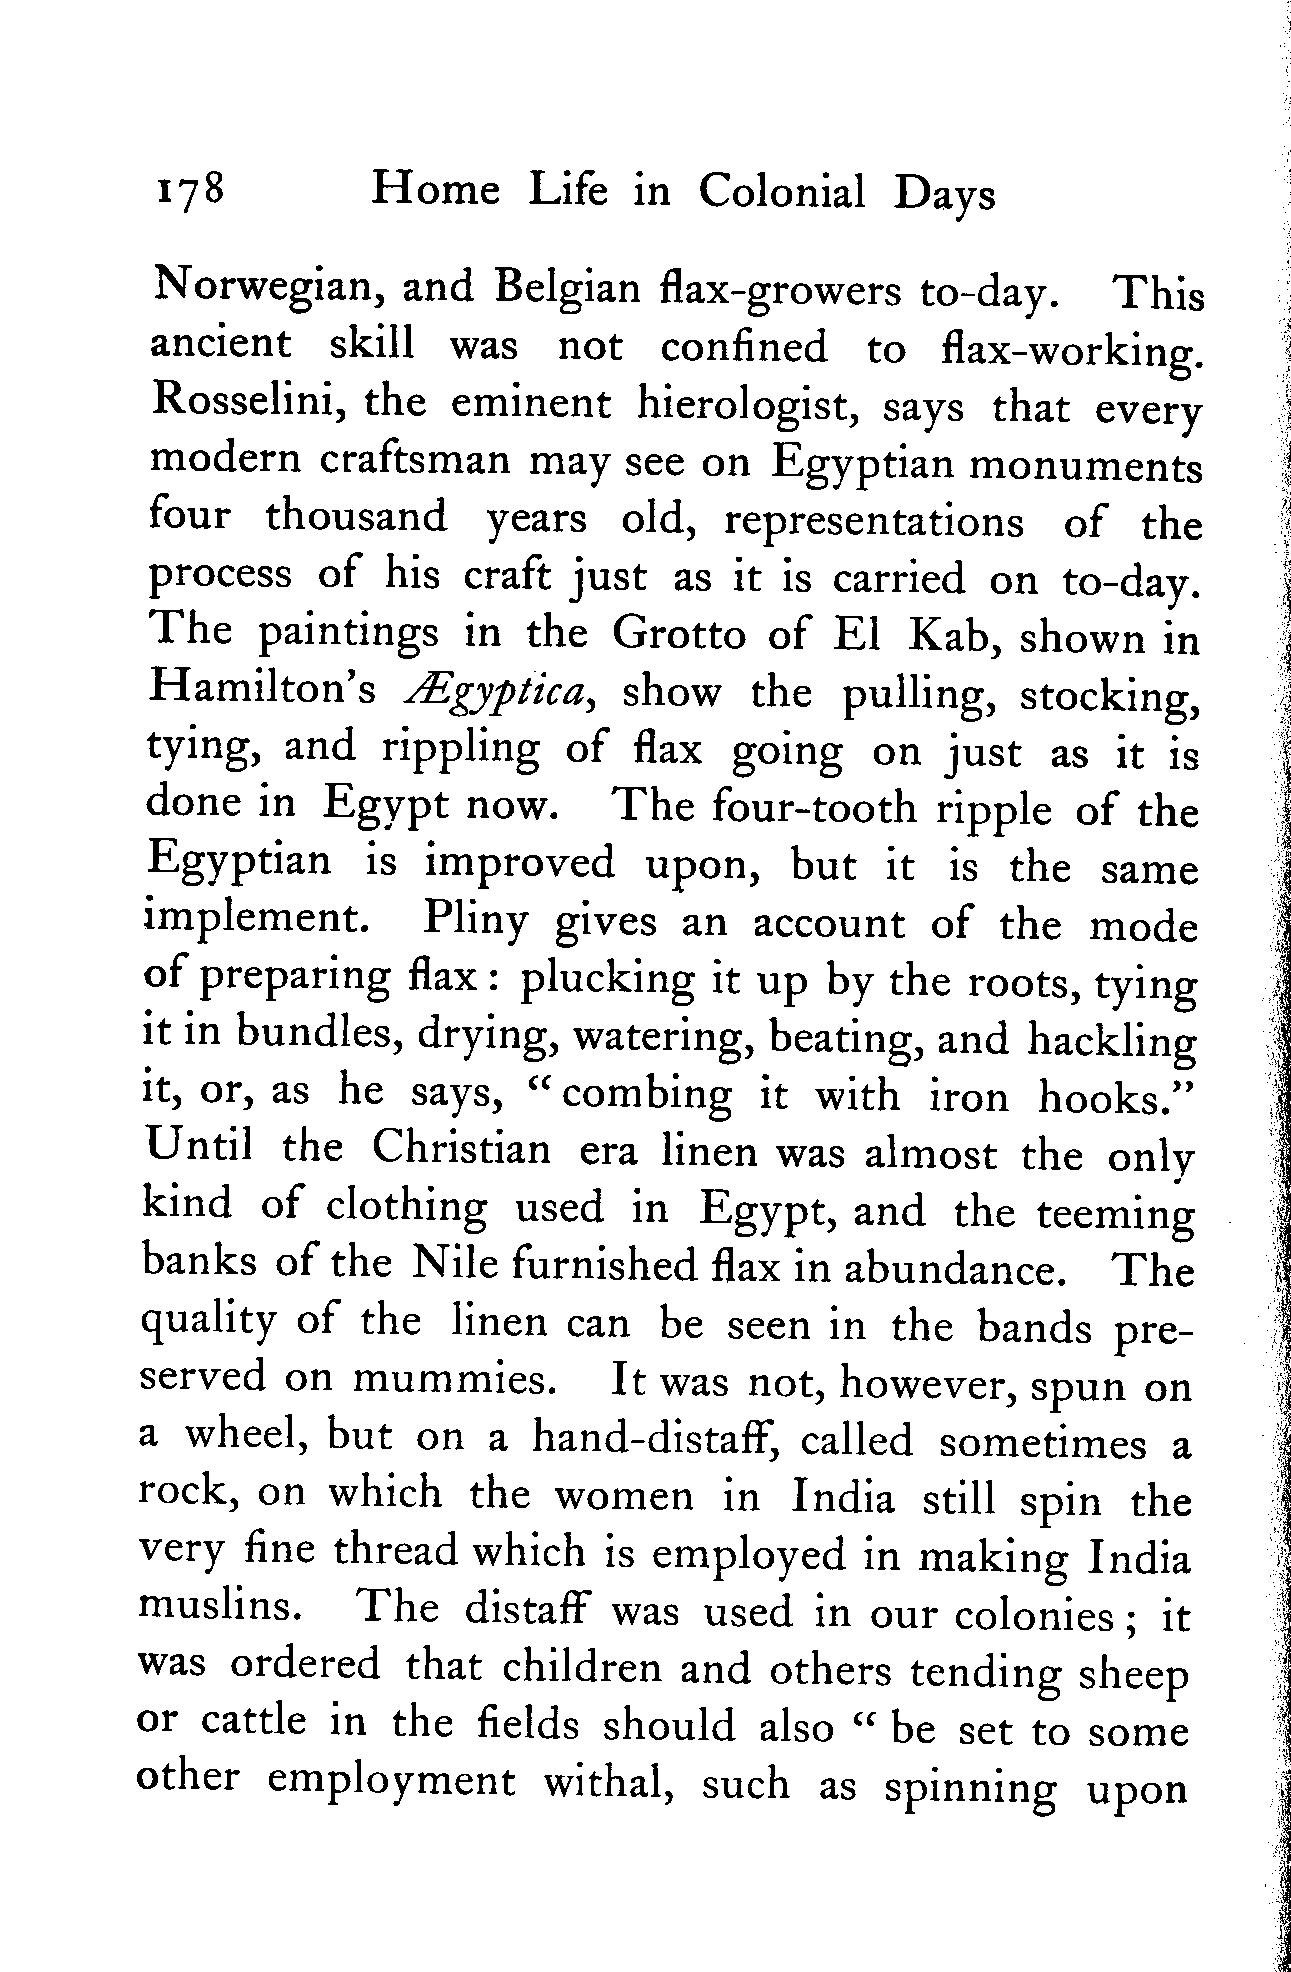 178 Home Life in Colonial Days
Norwegian, and Belgian flax-growers to-day. This
ancient skill was not confined to flax-working.
Rosselini, the eminent hierologist, says that every
modern craftsman may see on Egyptian monuments
four thousand years old, representations of the
process of his craft just as it is carried on to-day.
The paintings in the Grotto of El Kab, shown in
Hamilton's Ægyptica, show the pulling, stocking,
tying, and rippling of flax going on just as it is
done in Egypt now. The four-tooth ripple of the
Egyptian is improved upon, but it is the same
implement. Pliny gives an account of the mode
of preparing flax : plucking it up by the roots, tying
it in bundles, drying, watering, beating, and hackling
it, or, as he says, “ combing it with iron hooks.”
Until the Christian era linen was almost the only
kind of clothing used in Egypt, and the teeming
banks of the Nile furnished flax in abundance. The
quality of the linen can be seen in the bands pre-
served on mummies. It was not, however, spun on
a wheel, but on a hand-distaff, called sometimes a
rock, on which the women in India still spin the
very fine thread which is employed in making India
muslins. The distaff was used in our colonies ; it
was ordered that children and others tending sheep
or cattle in the fields should also “ be set to some
other employment withal, such as spinning upon